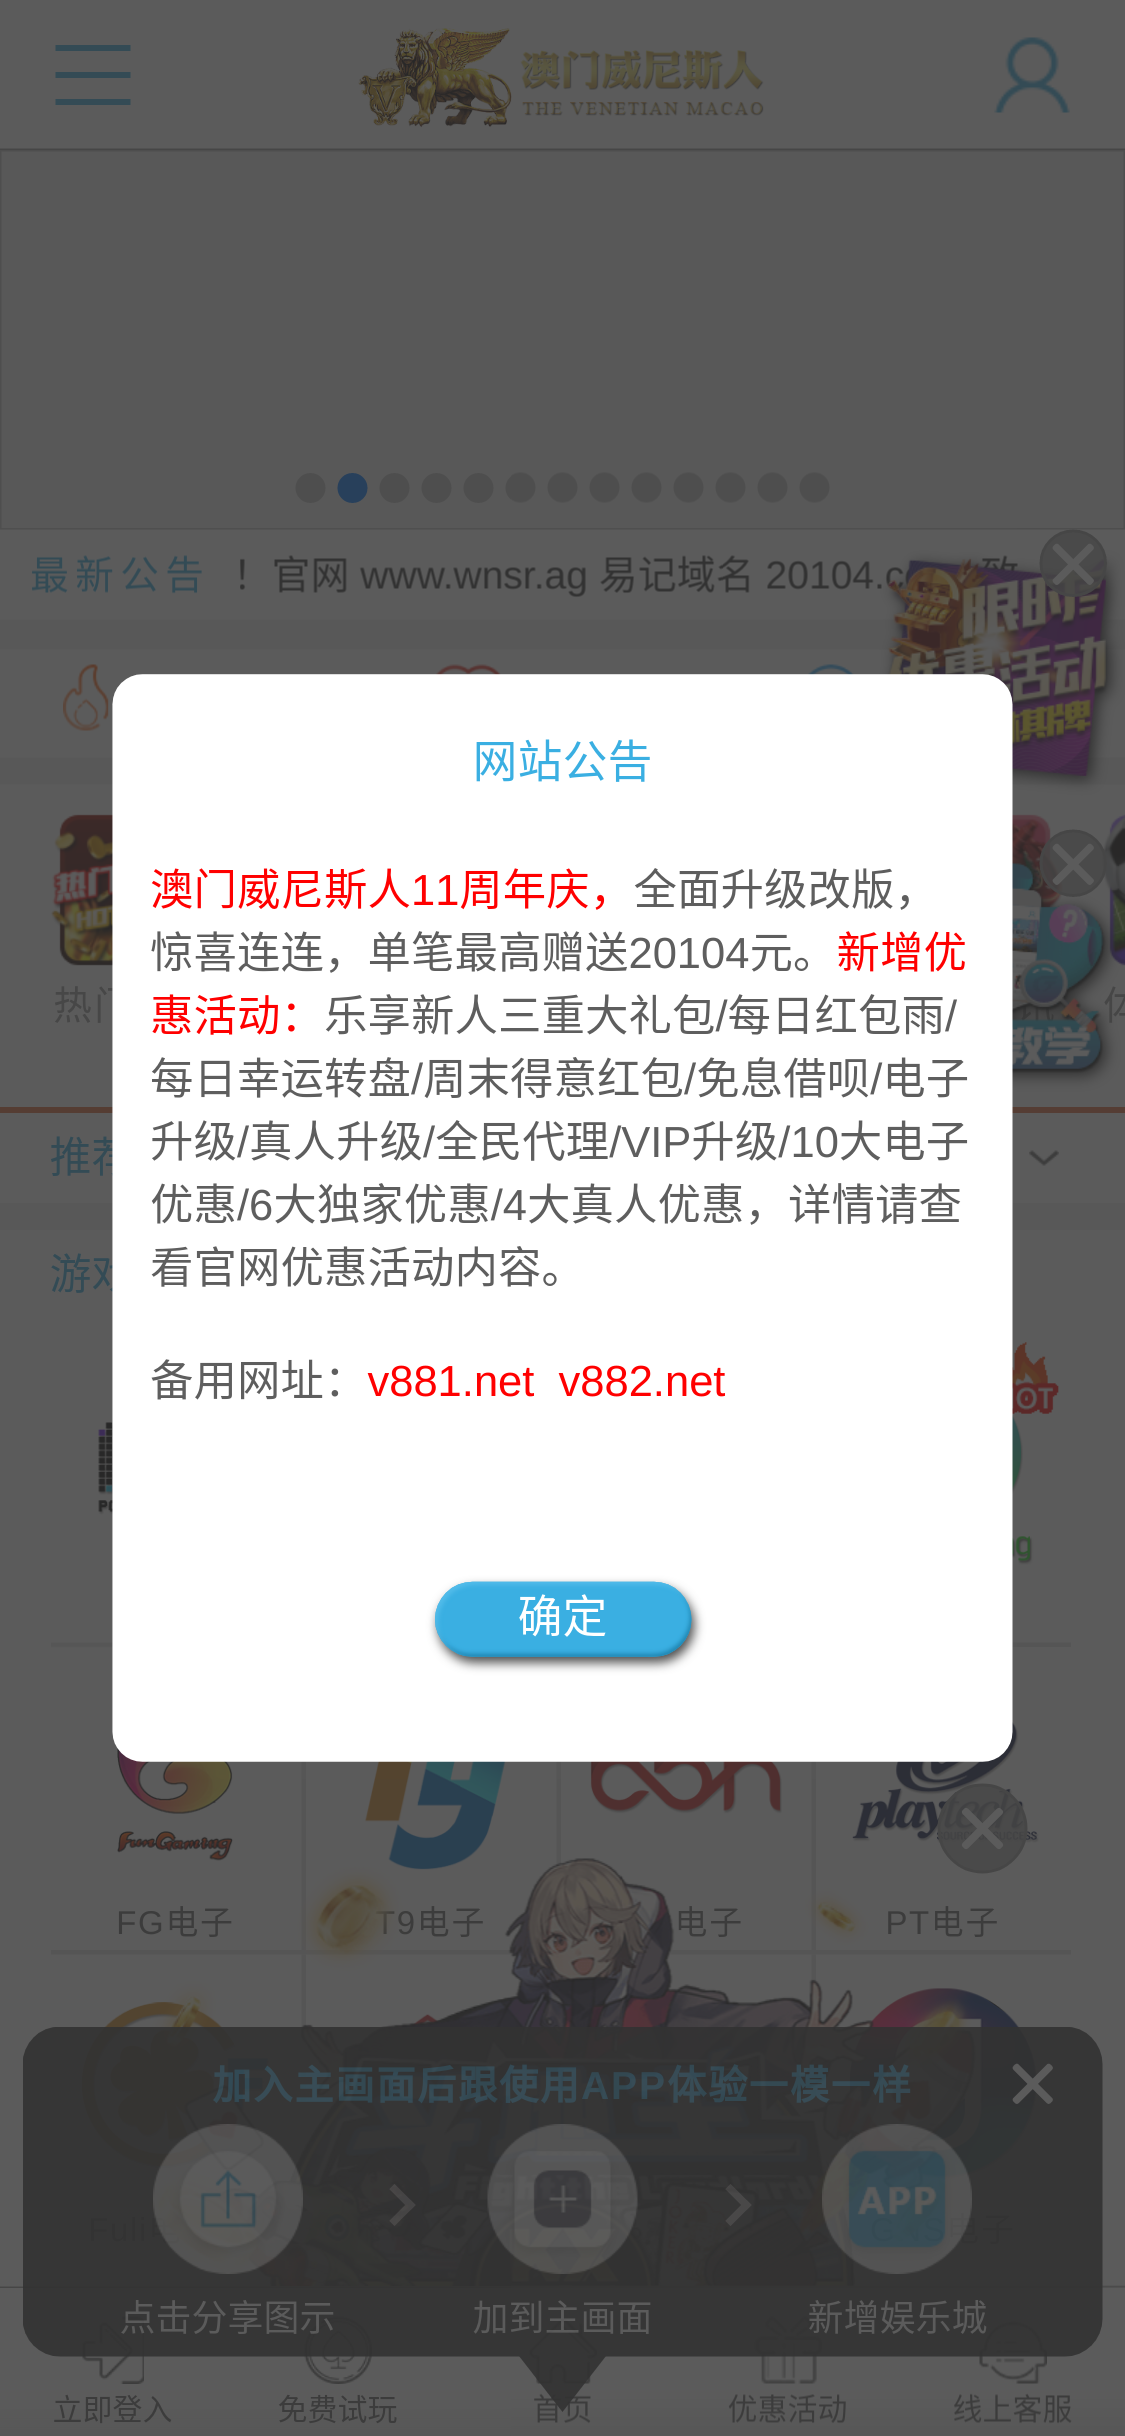 澳门威尼斯人
THE VENETIAN MACAO
最新公告 ！官网 www.wnsr.ag 易记域名 20104.c 致
限时
优惠活动
棋牌
网站公告
澳门威尼斯人11周年庆，全面升级改版，
惊喜连连，单笔最高赠送20104元。新增优
惠活动：乐享新人三重大礼包/每日红包雨/
每日幸运转盘/周末得意红包/免息借呗/电子
升级/真人升级/全民代理/VIP升级/10大电子
优惠/6大独家优惠/4大真人优惠，详情请查
看官网优惠活动内容。
备用网址：v881.net v882.net
确定
热门
HOT
热门
教学
推荐
游戏
OT
g
FunGaming
playtech
FG电子
T9电子
电子
PT电子
加入主画面后跟使用APP体验一模一样
APP
点击分享图示
加到主画面
新增娱乐城
立即登入
免费试玩
首页
优惠活动
线上客服